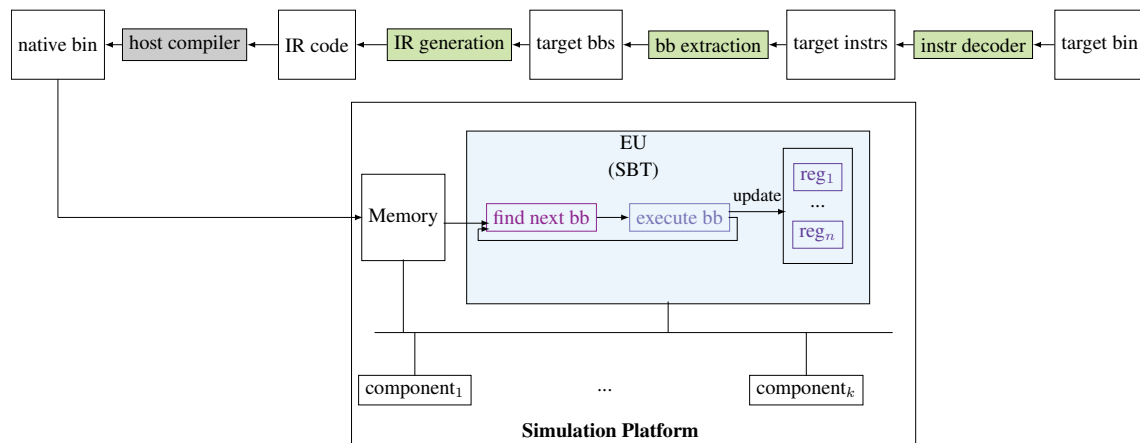 native bin
host compiler
IR code
IR generation
target bbs
bb extraction
target instrs
instr decoder
target bin
EU
(SBT)
Memory
find next bb
execute bb
update
reg₁
...
regₙ
component₁
...
componentₖ
Simulation Platform